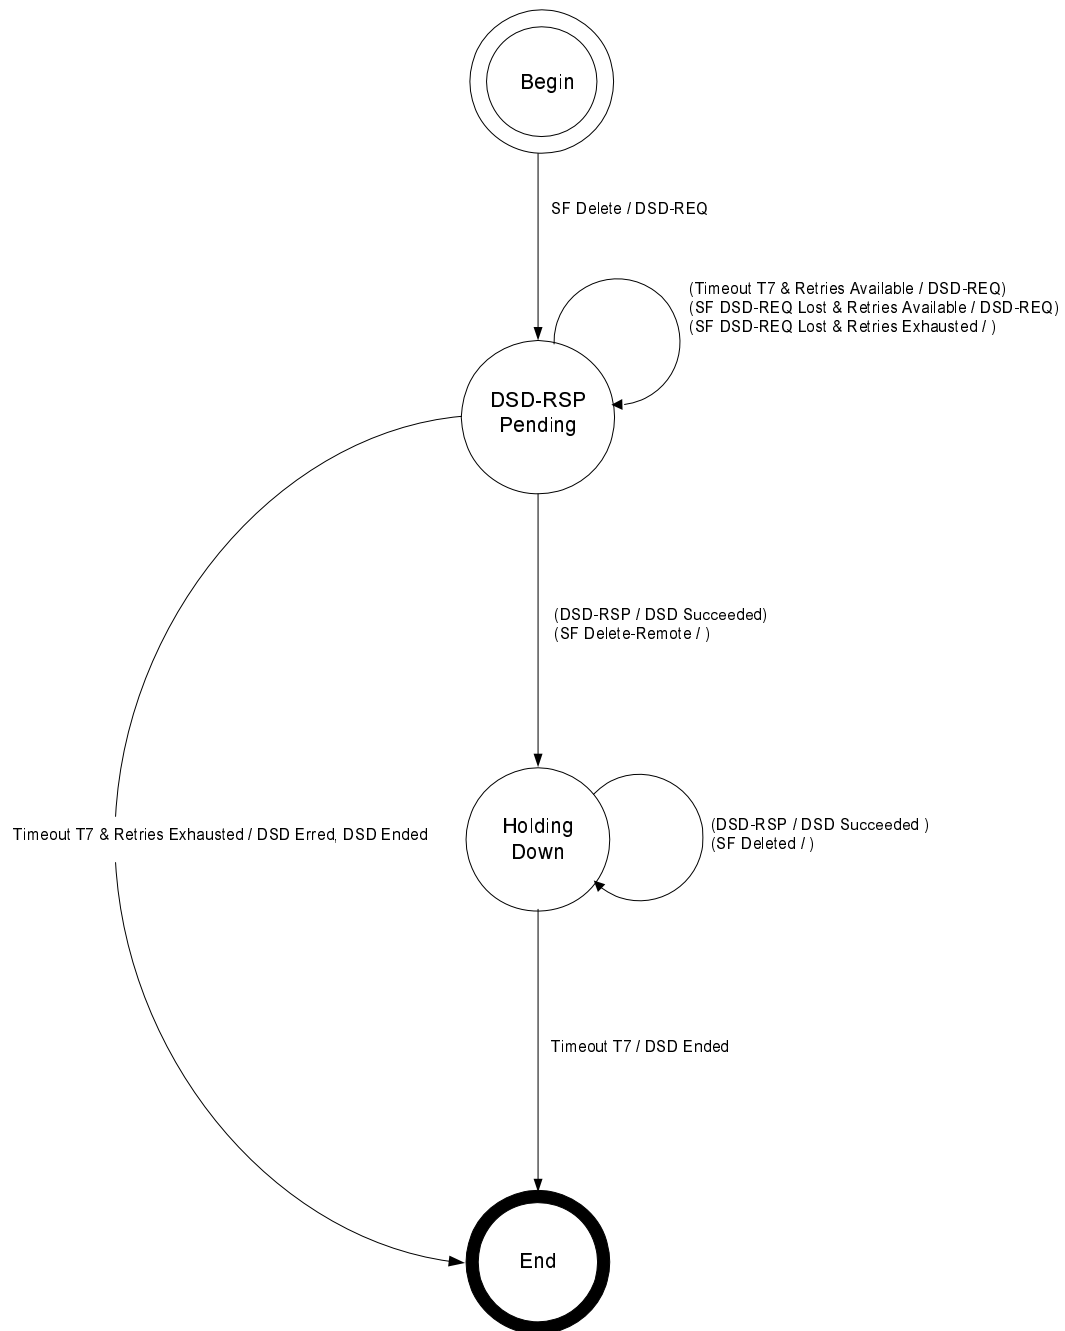 Begin
SF Delete / DSD-REQ
(Timeout T7 & Retries Available / DSD-REQ)
(SF DSD-REQ Lost & Retries Available / DSD-REQ)
(SF DSD-REQ Lost & Retries Exhausted / )
DSD-RSP
Pending
(DSD-RSP / DSD Succeeded)
(SF Delete-Remote / )
Timeout T7 & Retries Exhausted / DSD Erred, DSD Ended
Holding
Down
(DSD-RSP / DSD Succeeded )
(SF Deleted / )
Timeout T7 / DSD Ended
End